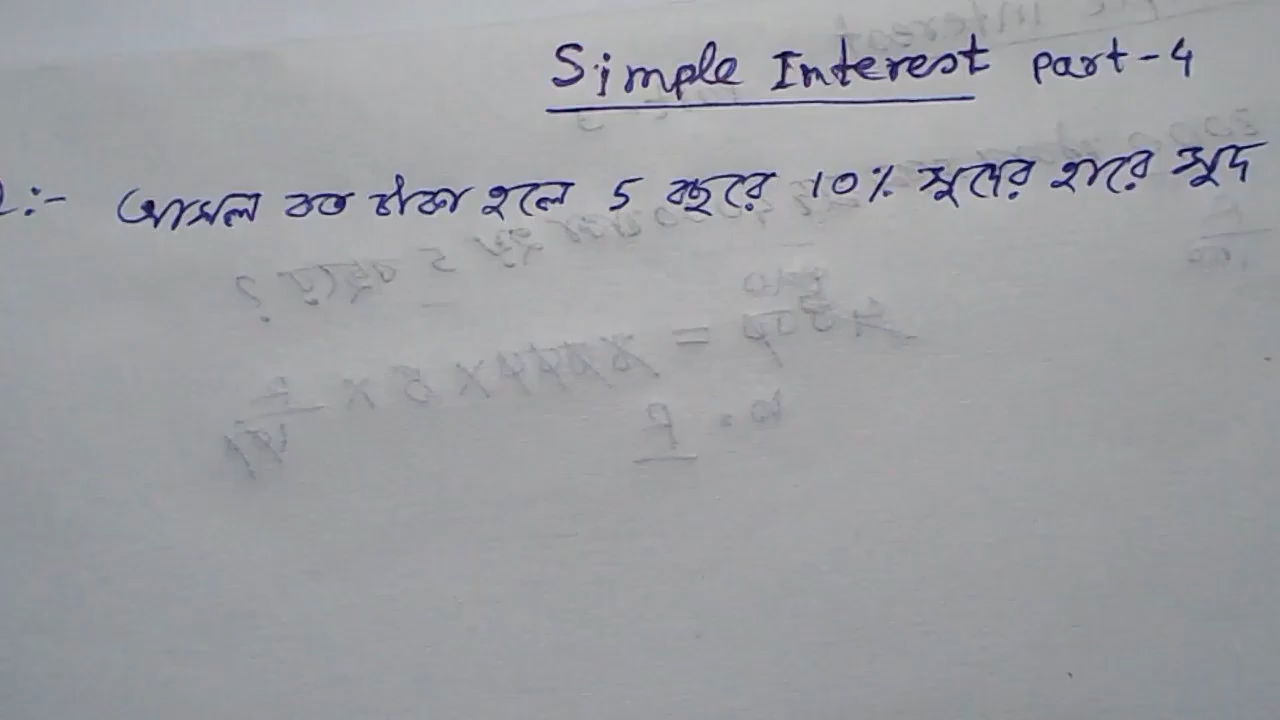 Simple Interest part-4
:- আসল কত টাকা হলে 5 বছরে 10% সুদের হারে সুদ